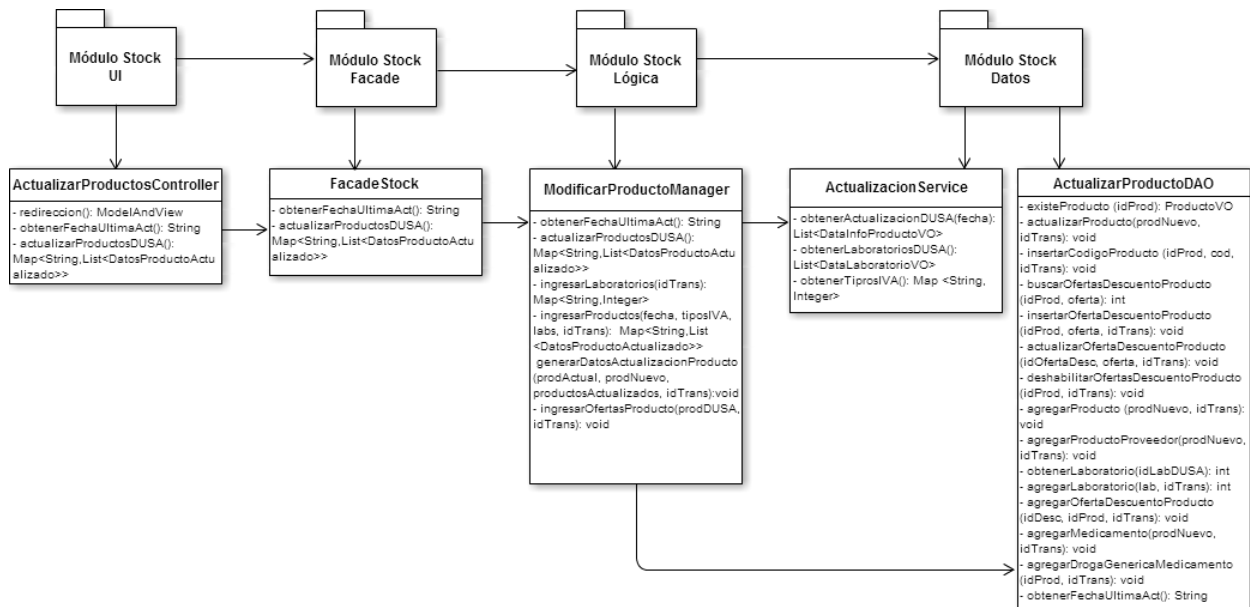 Módulo Stock
UI
Módulo Stock
Facade
Módulo Stock
Lógica
Módulo Stock
Datos
ActualizarProductosController
- redireccion(): ModelAndView
- obtenerFechaUltimaAct(): String
- actualizarProductosDUSA():
Map<String,List<DatosProductoActu
alizado>>
FacadeStock
- obtenerFechaUltimaAct(): String
- actualizarProductosDUSA():
Map<String,List<DatosProductoActu
alizado>>
ModificarProductoManager
- obtenerFechaUltimaAct(): String
- actualizarProductosDUSA():
Map<String,List<DatosProductoActu
alizado>>
- ingresarLaboratorios(idTrans):
Map<String,Integer>
- ingresarProductos(fecha, tiposIVA,
labs, idTrans): Map<String,List
<DatosProductoActualizado>>
generarDatosActualizacionProducto
(prodActual, prodNuevo,
productosActualizados, idTrans):void
- ingresarOfertasProducto(prodDUSA,
idTrans): void
ActualizacionService
- obtenerActualizacionDUSA(fecha):
List<DataInfoProductoVO>
- obtenerLaboratoriosDUSA():
List<DataLaboratorioVO>
- obtenerTiprosIVA(): Map <String,
Integer>
ActualizarProductoDAO
- existeProducto (idProd): ProductoVO
- actualizarProducto(prodNuevo,
idTrans): void
- insertarCodigoProducto (idProd, cod,
idTrans): void
- buscarOfertasDescuentoProducto
(idProd, oferta): int
- insertarOfertaDescuentoProducto
(idProd, oferta, idTrans): void
- actualizarOfertaDescuentoProducto
(idOfertaDesc, oferta, idTrans): void
- deshabilitarOfertasDescuentoProducto
(idProd, idTrans): void
- agregarProducto (prodNuevo, idTrans):
void
- agregarProductoProveedor(prodNuevo,
idTrans): void
- obtenerLaboratorio(idLabDUSA): int
- agregarLaboratorio(lab, idTrans): int
- agregarOfertaDescuentoProducto
(idDesc, idProd, idTrans): void
- agregarMedicamento(prodNuevo,
idTrans): void
- agregarDrogaGenericaMedicamento
(idProd, idTrans): void
- obtenerFechaUltimaAct(): String